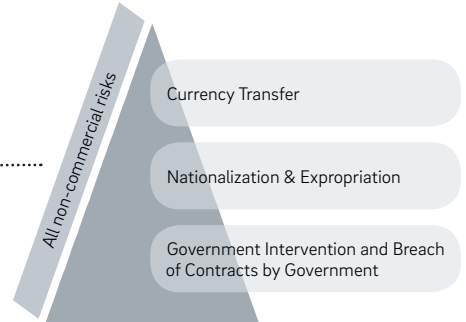 All non-commercial risks
Currency Transfer
Nationalization & Expropriation
Government Intervention and Breach
of Contracts by Government